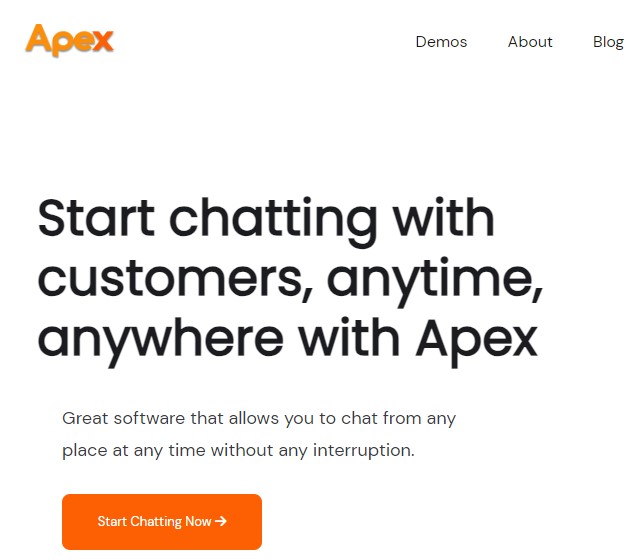 Apex
Demos About Blog
Start chatting with
customers, anytime,
anywhere with Apex
Great software that allows you to chat from any
place at any time without any interruption.
Start Chatting Now →